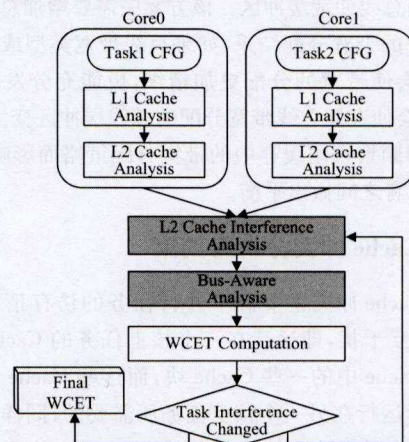 Core0
Core1
Task1 CFG
Task2 CFG
L1 Cache
Analysis
L1 Cache
Analysis
L2 Cache
Analysis
L2 Cache
Analysis
L2 Cache Interference
Analysis
Bus-Aware
Analysis
WCET Computation
Final
WCET
Task Interference
Changed